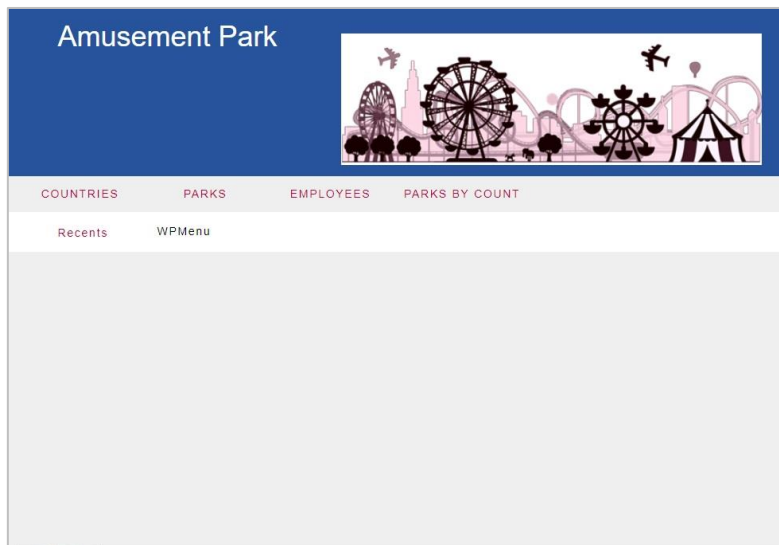 Amusement Park
COUNTRIES PARKS EMPLOYEES PARKS BY COUNT
Recents WPMenu